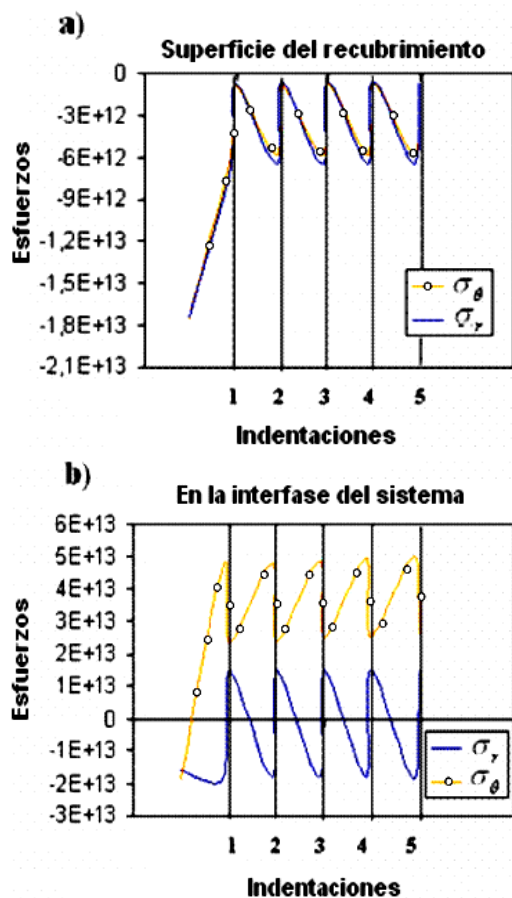 a)
Superficie del recubrimiento
0
-3E+12
-6E+12
-9E+12
-1,2E+13
-1,5E+13
-1,8E+13
-2,1E+13
Esfuerzos
σθ
σr
1 2 3 4 5
Indentaciones
b)
En la interfase del sistema
6E+13
5E+13
4E+13
3E+13
2E+13
1E+13
0
-1E+13
-2E+13
-3E+13
Esfuerzos
σr
σθ
1 2 3 4 5
Indentaciones